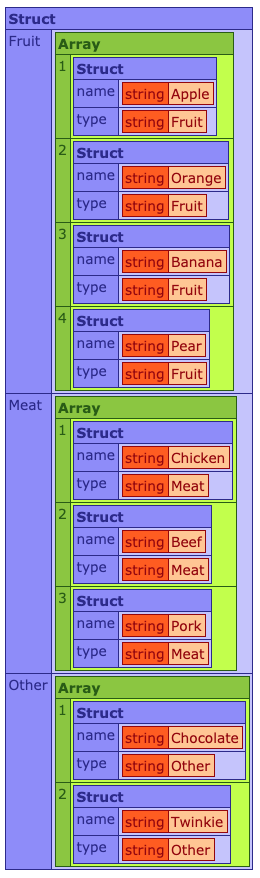 Struct
Fruit Array
1 Struct
name string Apple
type string Fruit
2 Struct
name string Orange
type string Fruit
3 Struct
name string Banana
type string Fruit
4 Struct
name string Pear
type string Fruit
Meat Array
1 Struct
name string Chicken
type string Meat
2 Struct
name string Beef
type string Meat
3 Struct
name string Pork
type string Meat
Other Array
1 Struct
name string Chocolate
type string Other
2 Struct
name string Twinkie
type string Other